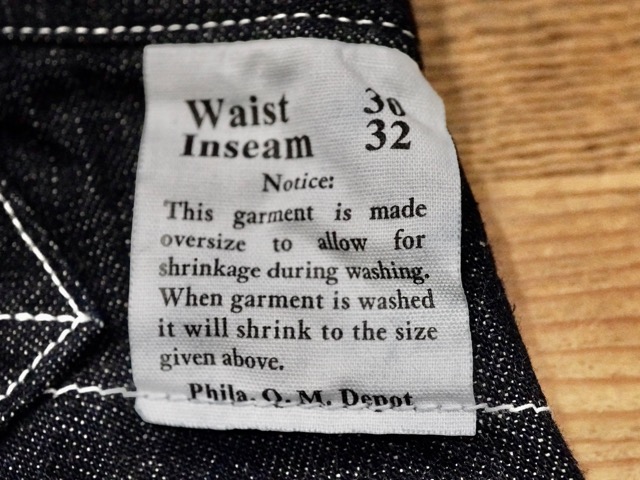 Waist 30
Inseam 32
Notice:
This garment is made
oversize to allow for
shrinkage during washing.
When garment is washed
it will shrink to the size
given above.
Phila. Q. M. Depot